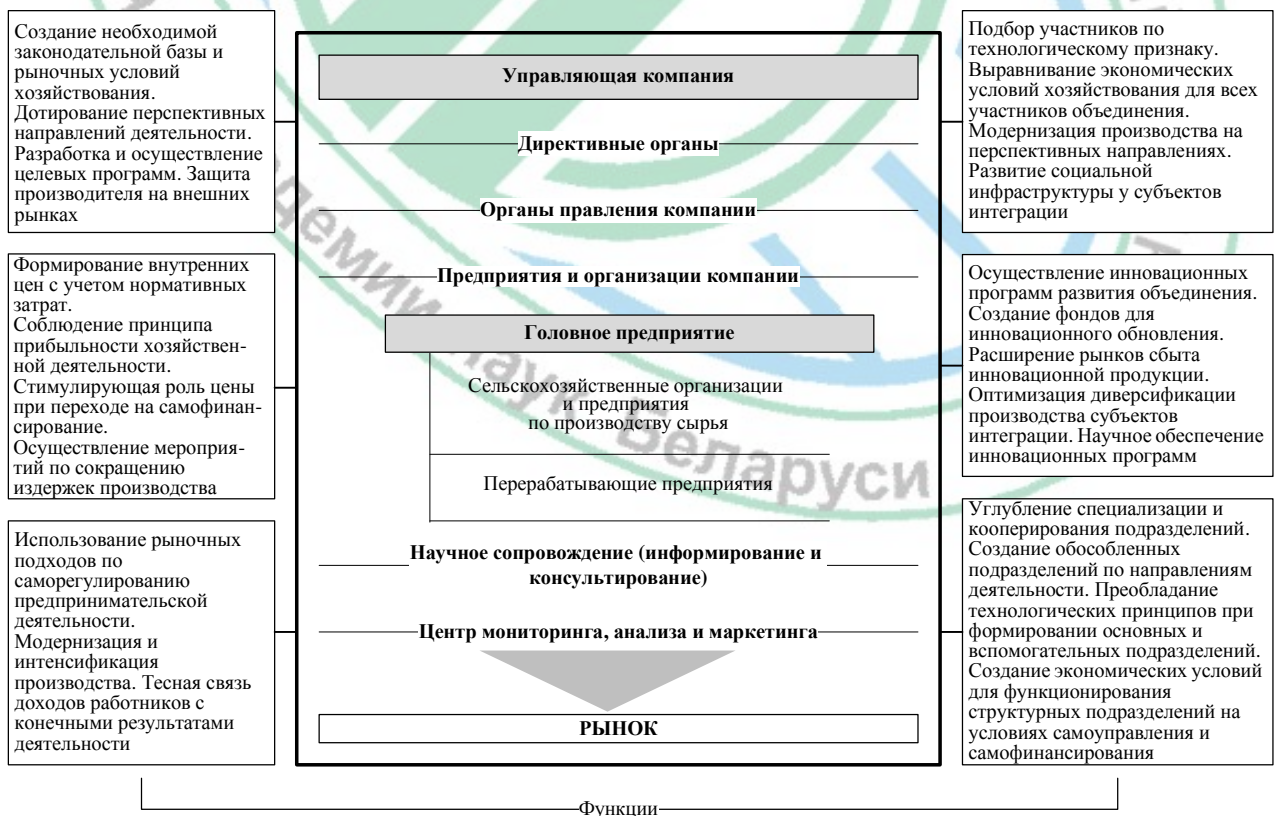 Создание необходимой
законодательной базы и
рыночных условий
хозяйствования.
Дотирование перспективных
направлений деятельности.
Разработка и осуществление
целевых программ. Защита
производителя на внешних
рынках
Формирование внутренних
цен с учетом нормативных
затрат.
Соблюдение принципа
прибыльности хозяйствен-
ной деятельности.
Стимулирующая роль цены
при переходе на самофинан-
сирование.
Осуществление мероприя-
тий по сокращению
издержек производства
Использование рыночных
подходов по
саморегулированию
предпринимательской
деятельности.
Модернизация и
интенсификация
производства. Тесная связь
доходов работников с
конечными результатами
деятельности
Управляющая компания
Директивные органы
Органы правления компании
Предприятия и организации компании
Головное предприятие
Сельскохозяйственные организации
и предприятия
по производству сырья
Перерабатывающие предприятия
Научное сопровождение (информирование и
консультирование)
Центр мониторинга, анализа и маркетинга
РЫНОК
Подбор участников по
технологическому признаку.
Выравнивание экономических
условий хозяйствования для всех
участников объединения.
Модернизация производства на
перспективных направлениях.
Развитие социальной
инфраструктуры у субъектов
интеграции
Осуществление инновационных
программ развития объединения.
Создание фондов для
инновационного обновления.
Расширение рынков сбыта
инновационной продукции.
Оптимизация диверсификации
производства субъектов
интеграции. Научное обеспечение
инновационных программ
Углубление специализации и
кооперирования подразделений.
Создание обособленных
подразделений по направлениям
деятельности. Преобладание
технологических принципов при
формировании основных и
вспомогательных подразделений.
Создание экономических условий
для функционирования
структурных подразделений на
условиях самоуправления и
самофинансирования
Функции
наук Беларуси